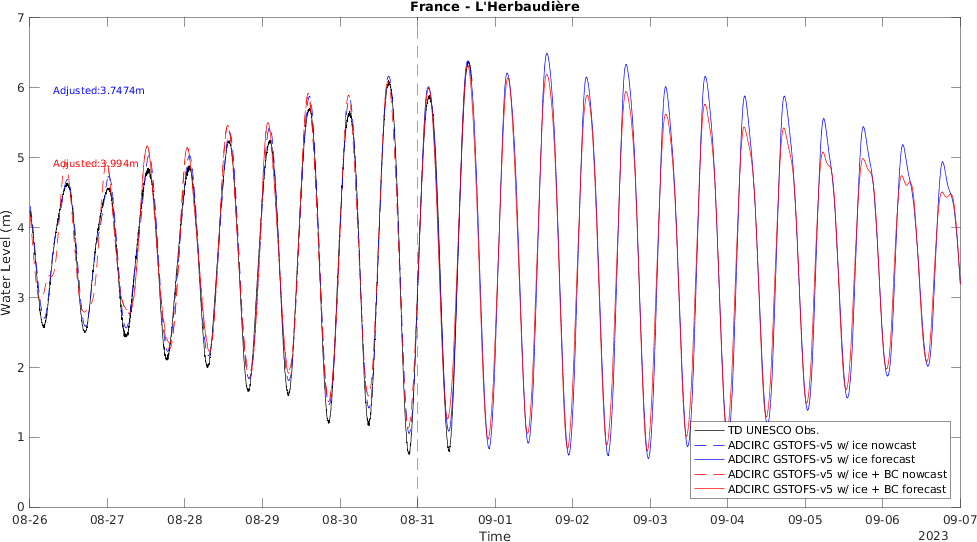 France - L'Herbaudière
7
6
5
4
3
2
1
0
Water Level (m)
Adjusted:3.7474m
Adjusted:3.994m
TD UNESCO Obs.
ADCIRC GSTOFS-v5 w/ ice nowcast
ADCIRC GSTOFS-v5 w/ ice forecast
ADCIRC GSTOFS-v5 w/ ice + BC nowcast
ADCIRC GSTOFS-v5 w/ ice + BC forecast
08-26 08-27 08-28 08-29 08-30 08-31 09-01 09-02 09-03 09-04 09-05 09-06 09-07
Time
2023